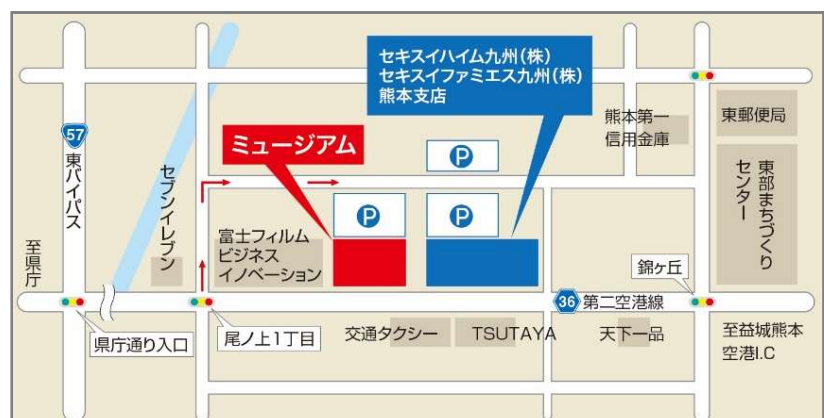 セキスイハイム九州(株)
セキスイファミエス九州(株)
熊本支店
57
東バイパス
セブンイレブン
ミュージアム
P
熊本第一
信用金庫
東郵便局
東部まちづくり
センター
P
P
至県庁
富士フィルム
ビジネス
イノベーション
錦ヶ丘
36
第二空港線
県庁通り入口
尾ノ上1丁目
交通タクシー
TSUTAYA
天下一品
至益城熊本
空港I.C